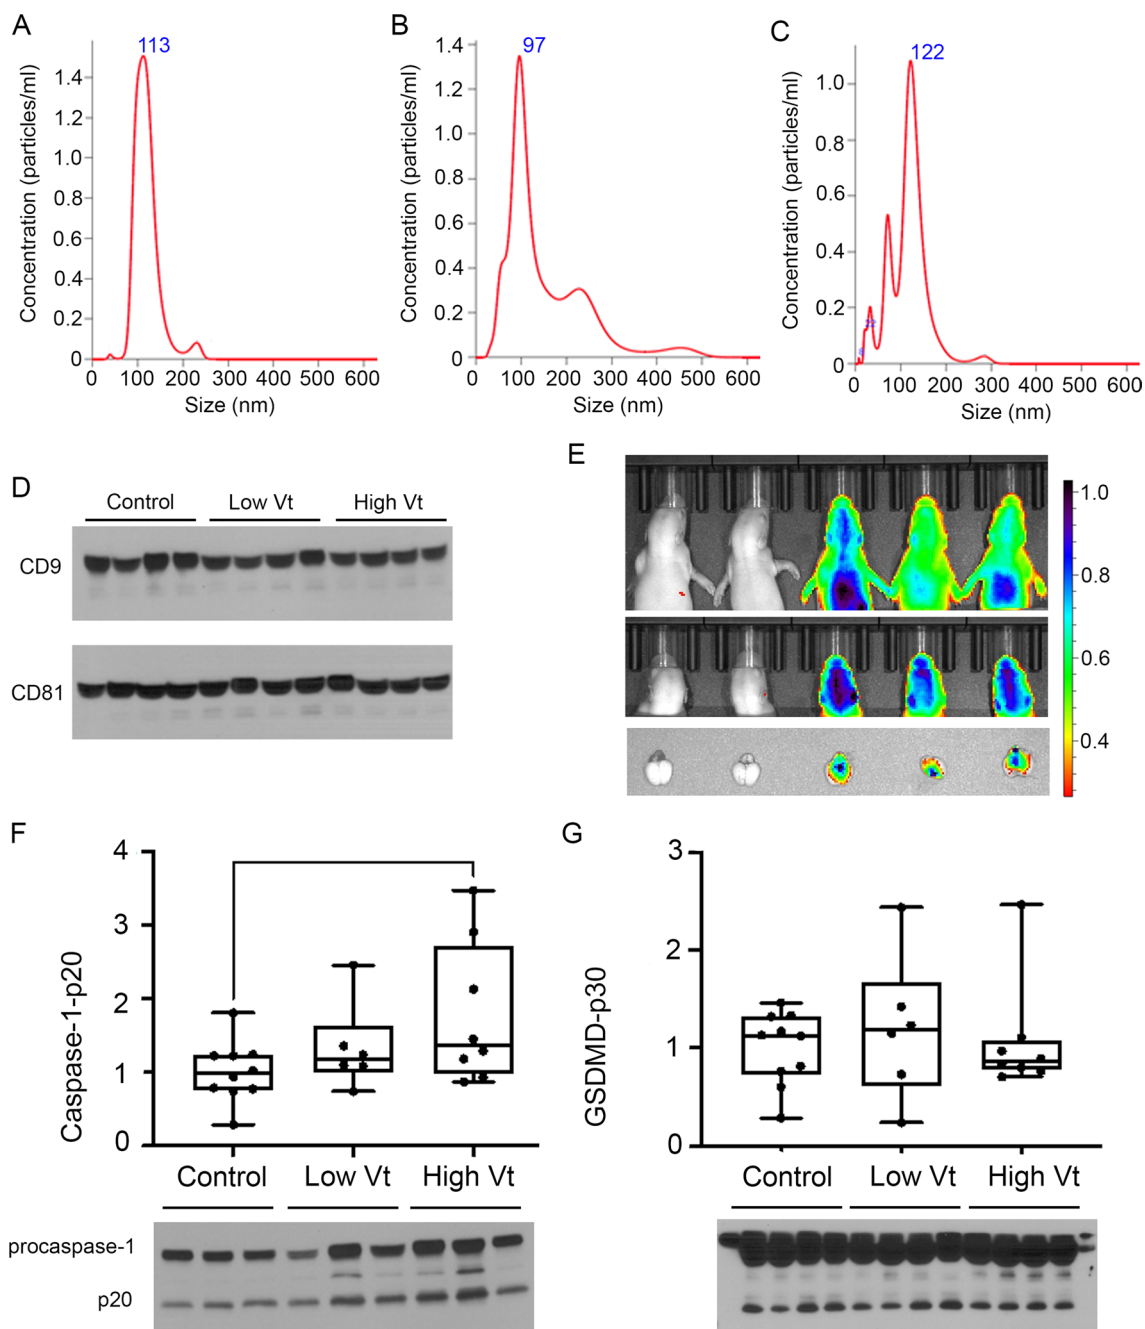 A
113
Concentration (particles/ml)
1.4
1.2
1.0
0.8
0.6
0.4
0.2
0
0 100 200 300 400 500 600
Size (nm)
B
97
Concentration (particles/ml)
1.4
1.2
1.0
0.8
0.6
0.4
0.2
0
0 100 200 300 400 500 600
Size (nm)
C
122
Concentration (particles/ml)
1.0
0.8
0.6
0.4
0.2
0
0 100 200 300 400 500 600
Size (nm)
D
Control Low Vt High Vt
CD9
CD81
E
1.0
0.8
0.6
0.4
F
Caspase-1-p20
4
3
2
1
0
Control Low Vt High Vt
procaspase-1
p20
G
GSDMD-p30
3
2
1
0
Control Low Vt High Vt